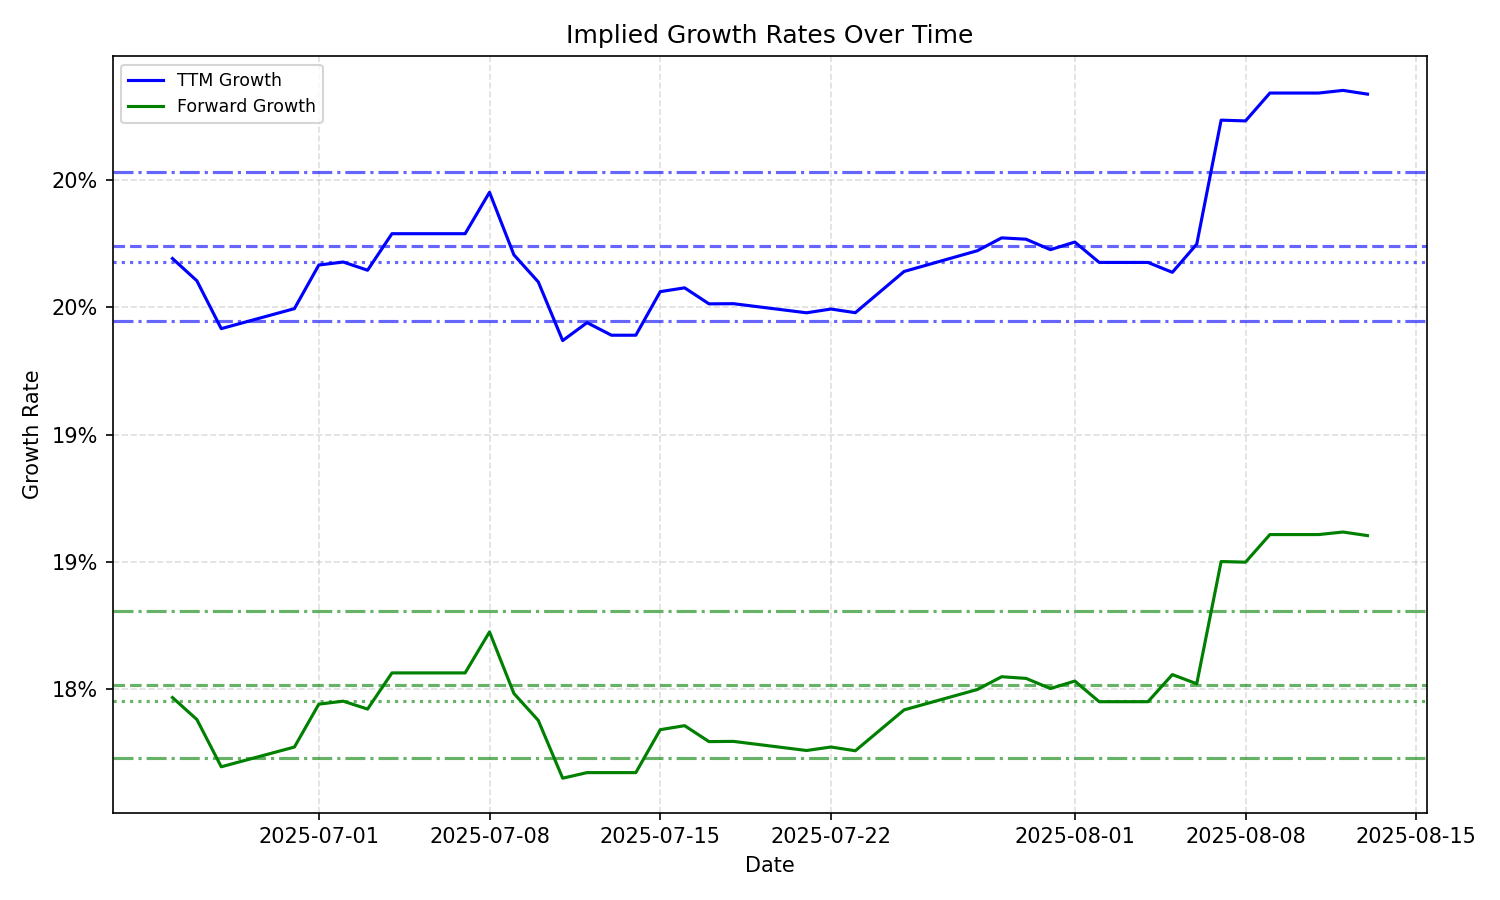 Implied Growth Rates Over Time
TTM Growth
Forward Growth
20%
20%
19%
19%
18%
Growth Rate
2025-07-01
2025-07-08
2025-07-15
2025-07-22
2025-08-01
2025-08-08
2025-08-15
Date